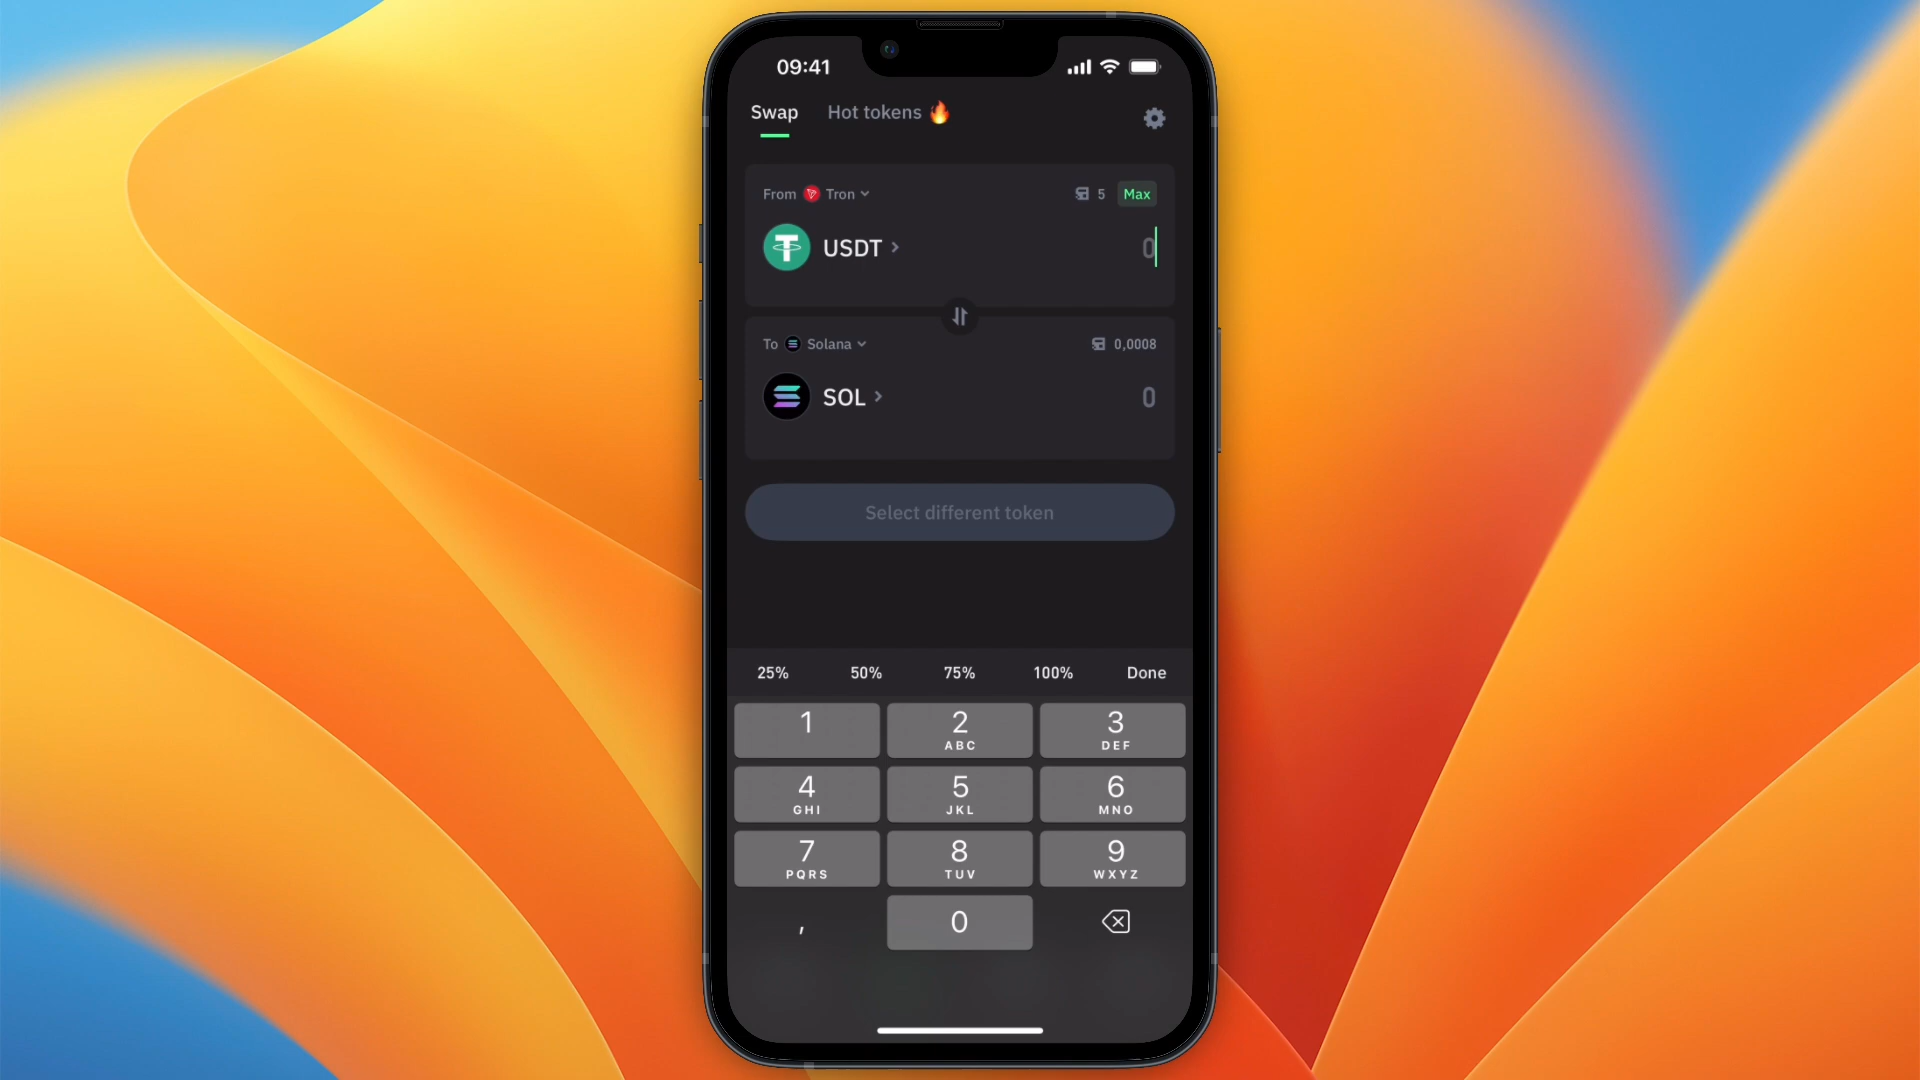 09:41
Swap Hot tokens 🔥
From Tron 5 Max
USDT 0
To Solana 0,0008
SOL 0
Select different token
25% 50% 75% 100% Done
1 2 3
ABC DEF
4 5 6
GHI JKL MNO
7 8 9
PQRS TUV WXYZ
, 0